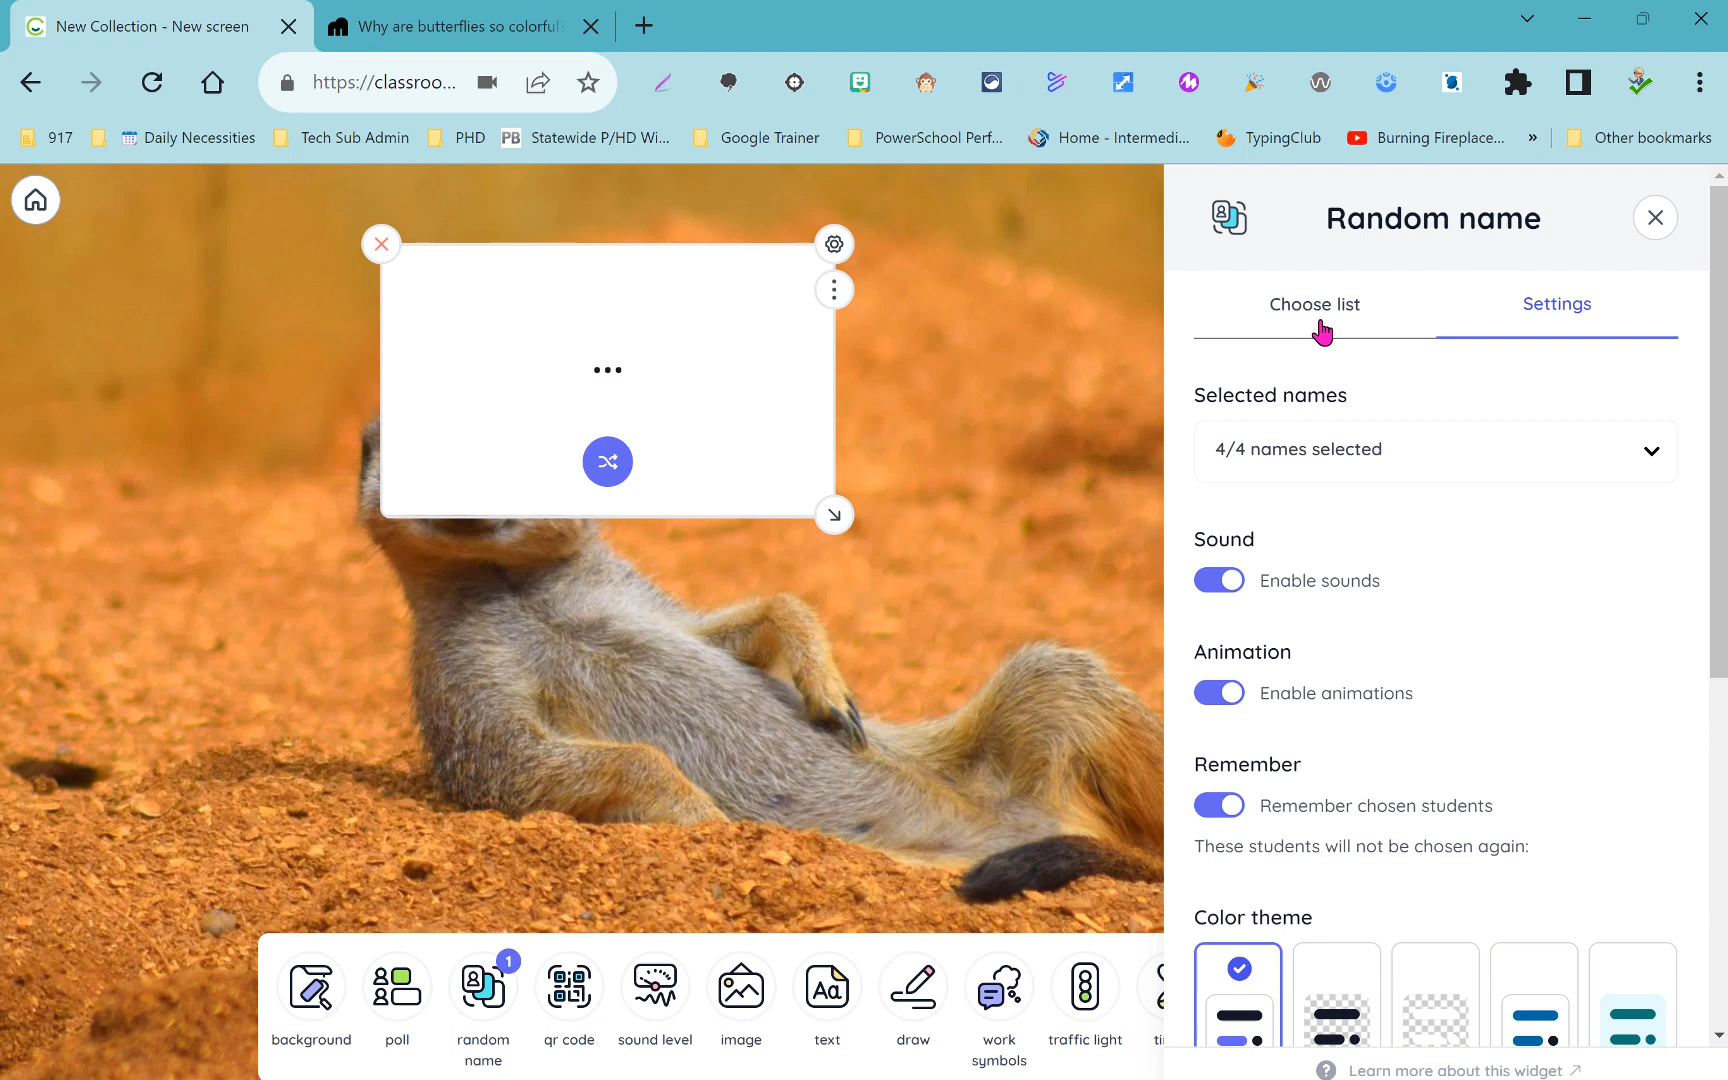 New Collection - New screen
Why are butterflies so colorful
https://classroo...
917
Daily Necessities
Tech Sub Admin
PHD
PB Statewide P/HD Wi...
Google Trainer
PowerSchool Perf...
Home - Intermedi...
TypingClub
Burning Fireplace...
»
Other bookmarks
Random name
Choose list
Settings
...
Selected names
4/4 names selected
Sound
Enable sounds
Animation
Enable animations
Remember
Remember chosen students
These students will not be chosen again:
Color theme
1
Aa
background
poll
random name
qr code
sound level
image
text
draw
work symbols
traffic light
ti
? Learn more about this widget